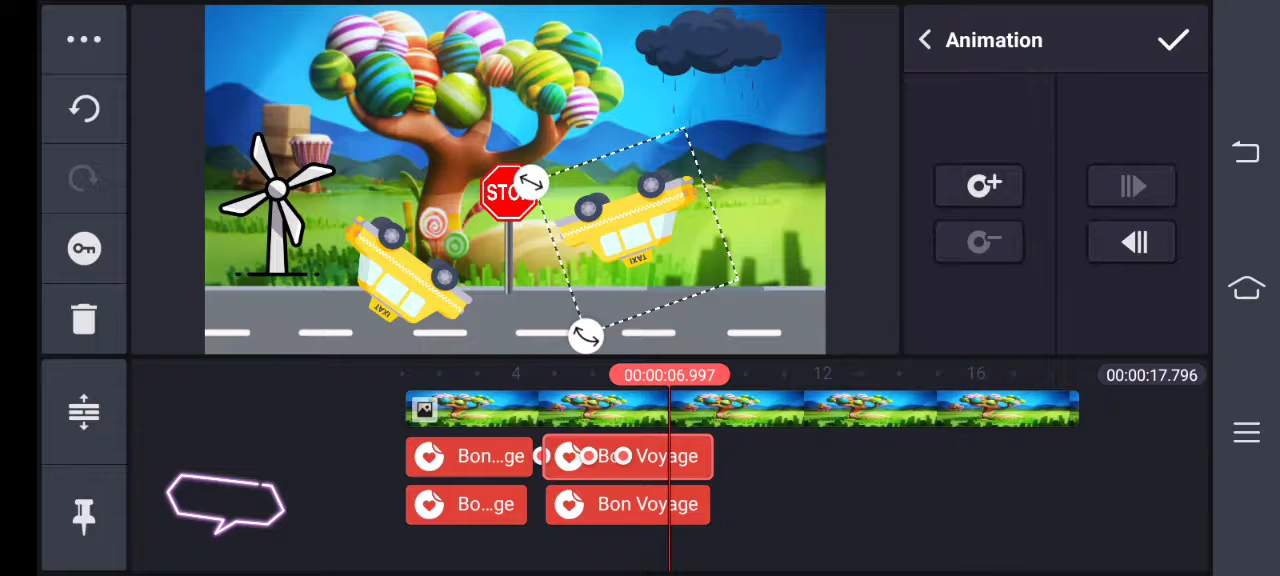 Animation
STO
TAXI
TAXI
4
12
16
00:00:06.997
00:00:17.796
Bon...ge
Bon Voyage
Bo...ge
Bon Voyage